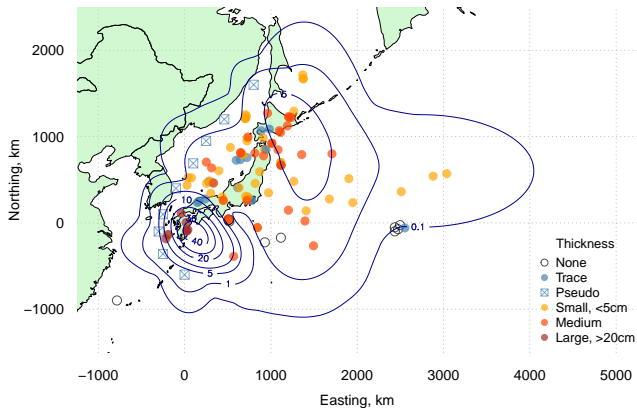 2000
1000
0
−1000
Northing, km
5
10
40
20
5
1
0.1
Thickness
None
Trace
Pseudo
Small, <5cm
Medium
Large, >20cm
−1000 0 1000 2000 3000 4000 5000
Easting, km